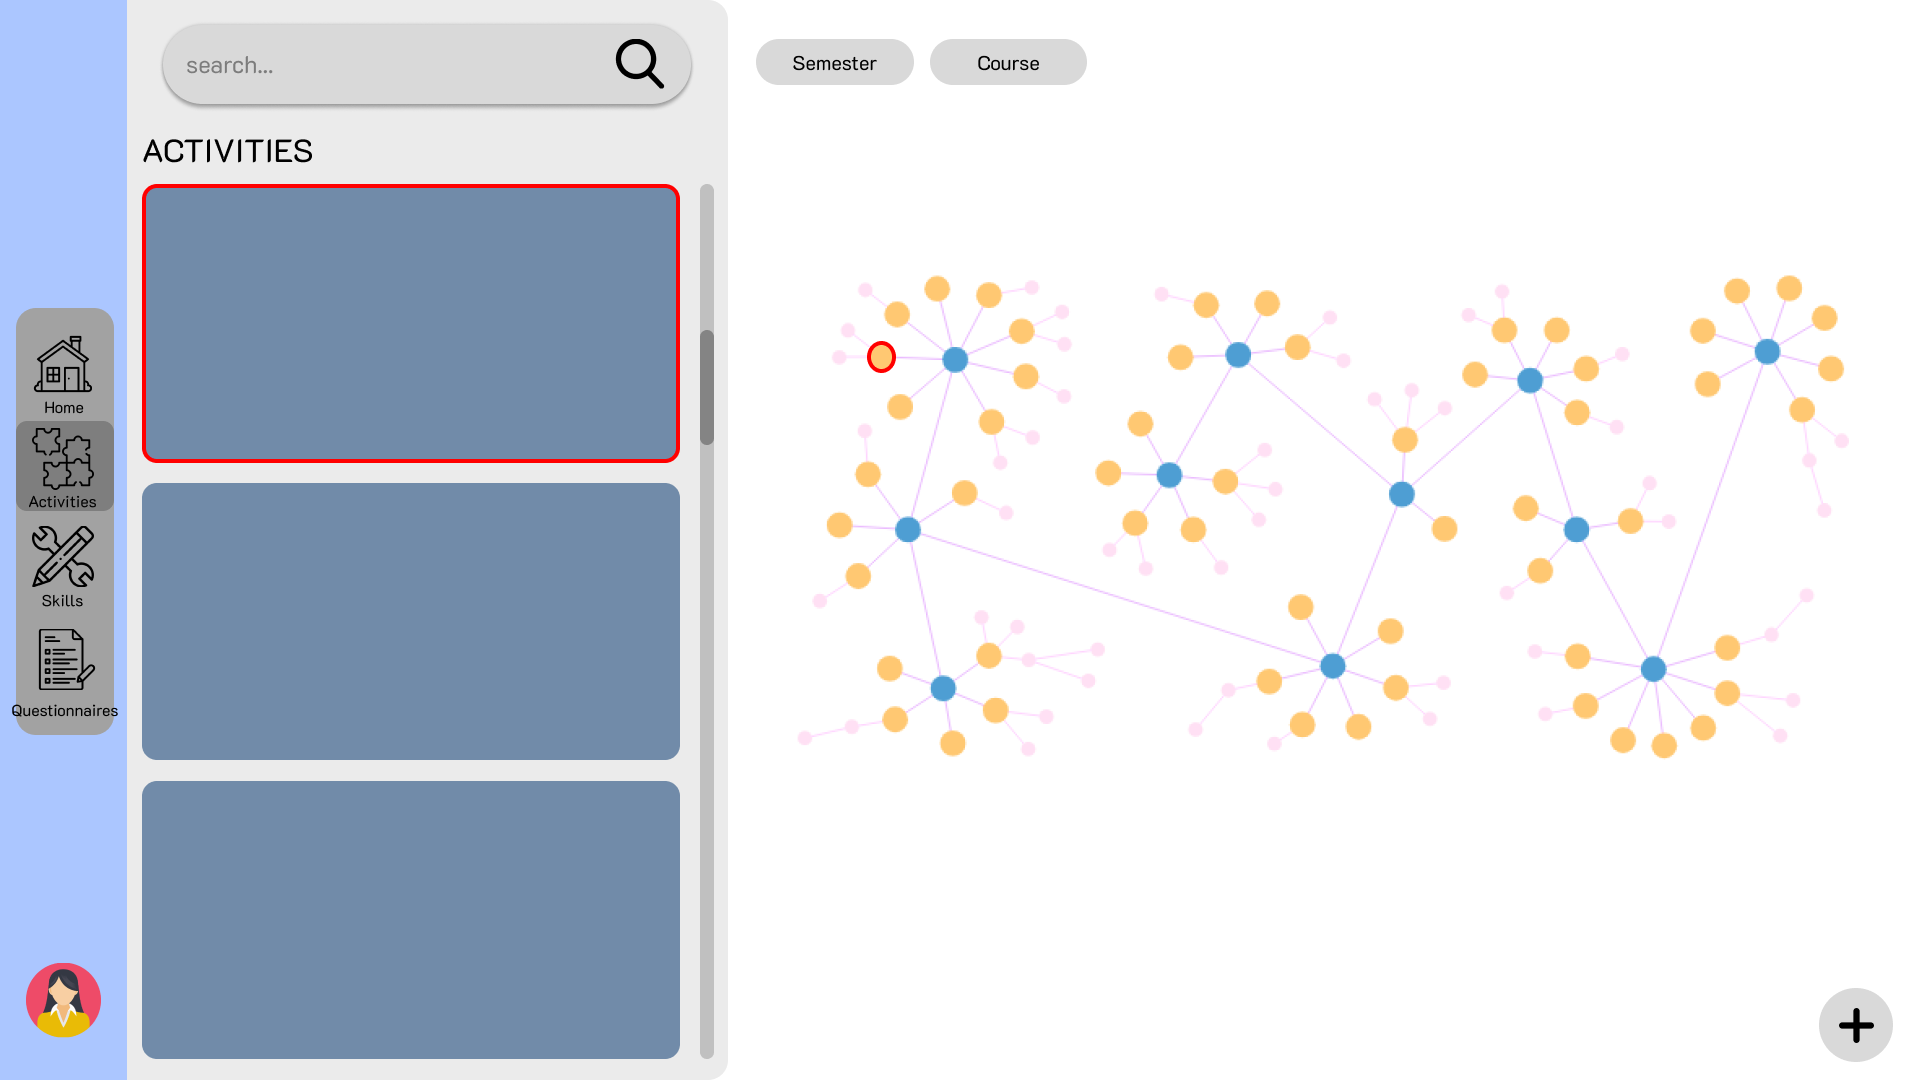 search...
Semester
Course
ACTIVITIES
Home
Activities
Skills
Questionnaires